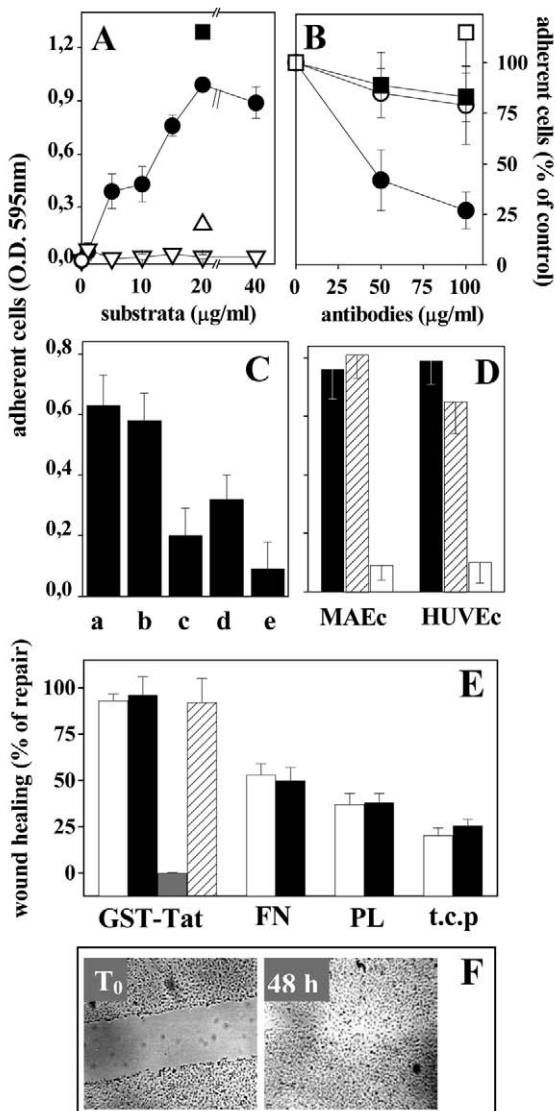 A
B
1,2
0,9
0,6
0,3
0,0
0
10
20
40
substrata (µg/ml)
100
75
50
25
0
0
50
100
antibodies (µg/ml)
adherent cells (% of control)
adherent cells (O.D. 595nm)
C
D
0,8
0,6
0,4
0,2
0,0
a b c d e
MAEc HUVEc
E
100
75
50
25
0
wound healing (% of repair)
GST-Tat FN PL t.c.p
F
T0
48 h